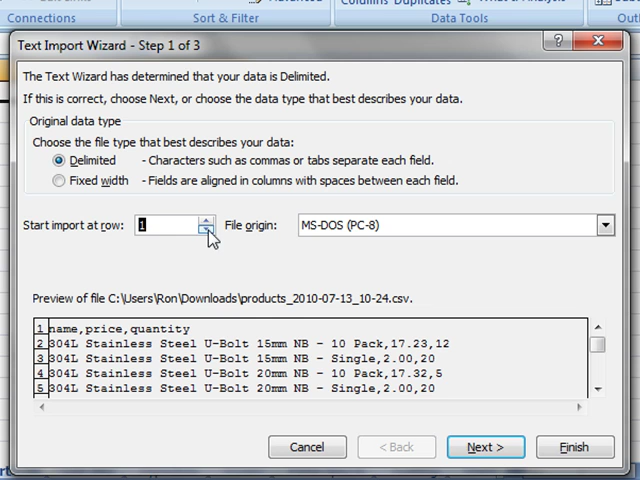 Connections
Sort & Filter
Data Tools
Text Import Wizard - Step 1 of 3
?
The Text Wizard has determined that your data is Delimited.
If this is correct, choose Next, or choose the data type that best describes your data.
Original data type
Choose the file type that best describes your data:
Delimited - Characters such as commas or tabs separate each field.
Fixed width - Fields are aligned in columns with spaces between each field.
Start import at row: 1 File origin: MS-DOS (PC-8)
Preview of file C:\Users\Ron\Downloads\products_2010-07-13_10-24.csv.
1 name,price,quantity
2 304L Stainless Steel U-Bolt 15mm NB - 10 Pack,17.23,12
3 304L Stainless Steel U-Bolt 15mm NB - Single,2.00,20
4 304L Stainless Steel U-Bolt 20mm NB - 10 Pack,17.32,5
5 304L Stainless Steel U-Bolt 20mm NB - Single,2.00,20
Cancel < Back Next > Finish